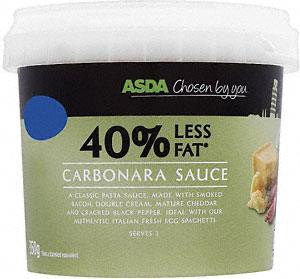 ASDA Chosen by you
40% LESS
FAT*
CARBONARA SAUCE
A CLASSIC PASTA SAUCE, MADE WITH SMOKED
BACON, DOUBLE CREAM, MATURE CHEDDAR
AND CRACKED BLACK PEPPER. IDEAL WITH OUR
AUTHENTIC ITALIAN FRESH EGG SPAGHETTI.
SERVES 2
350g